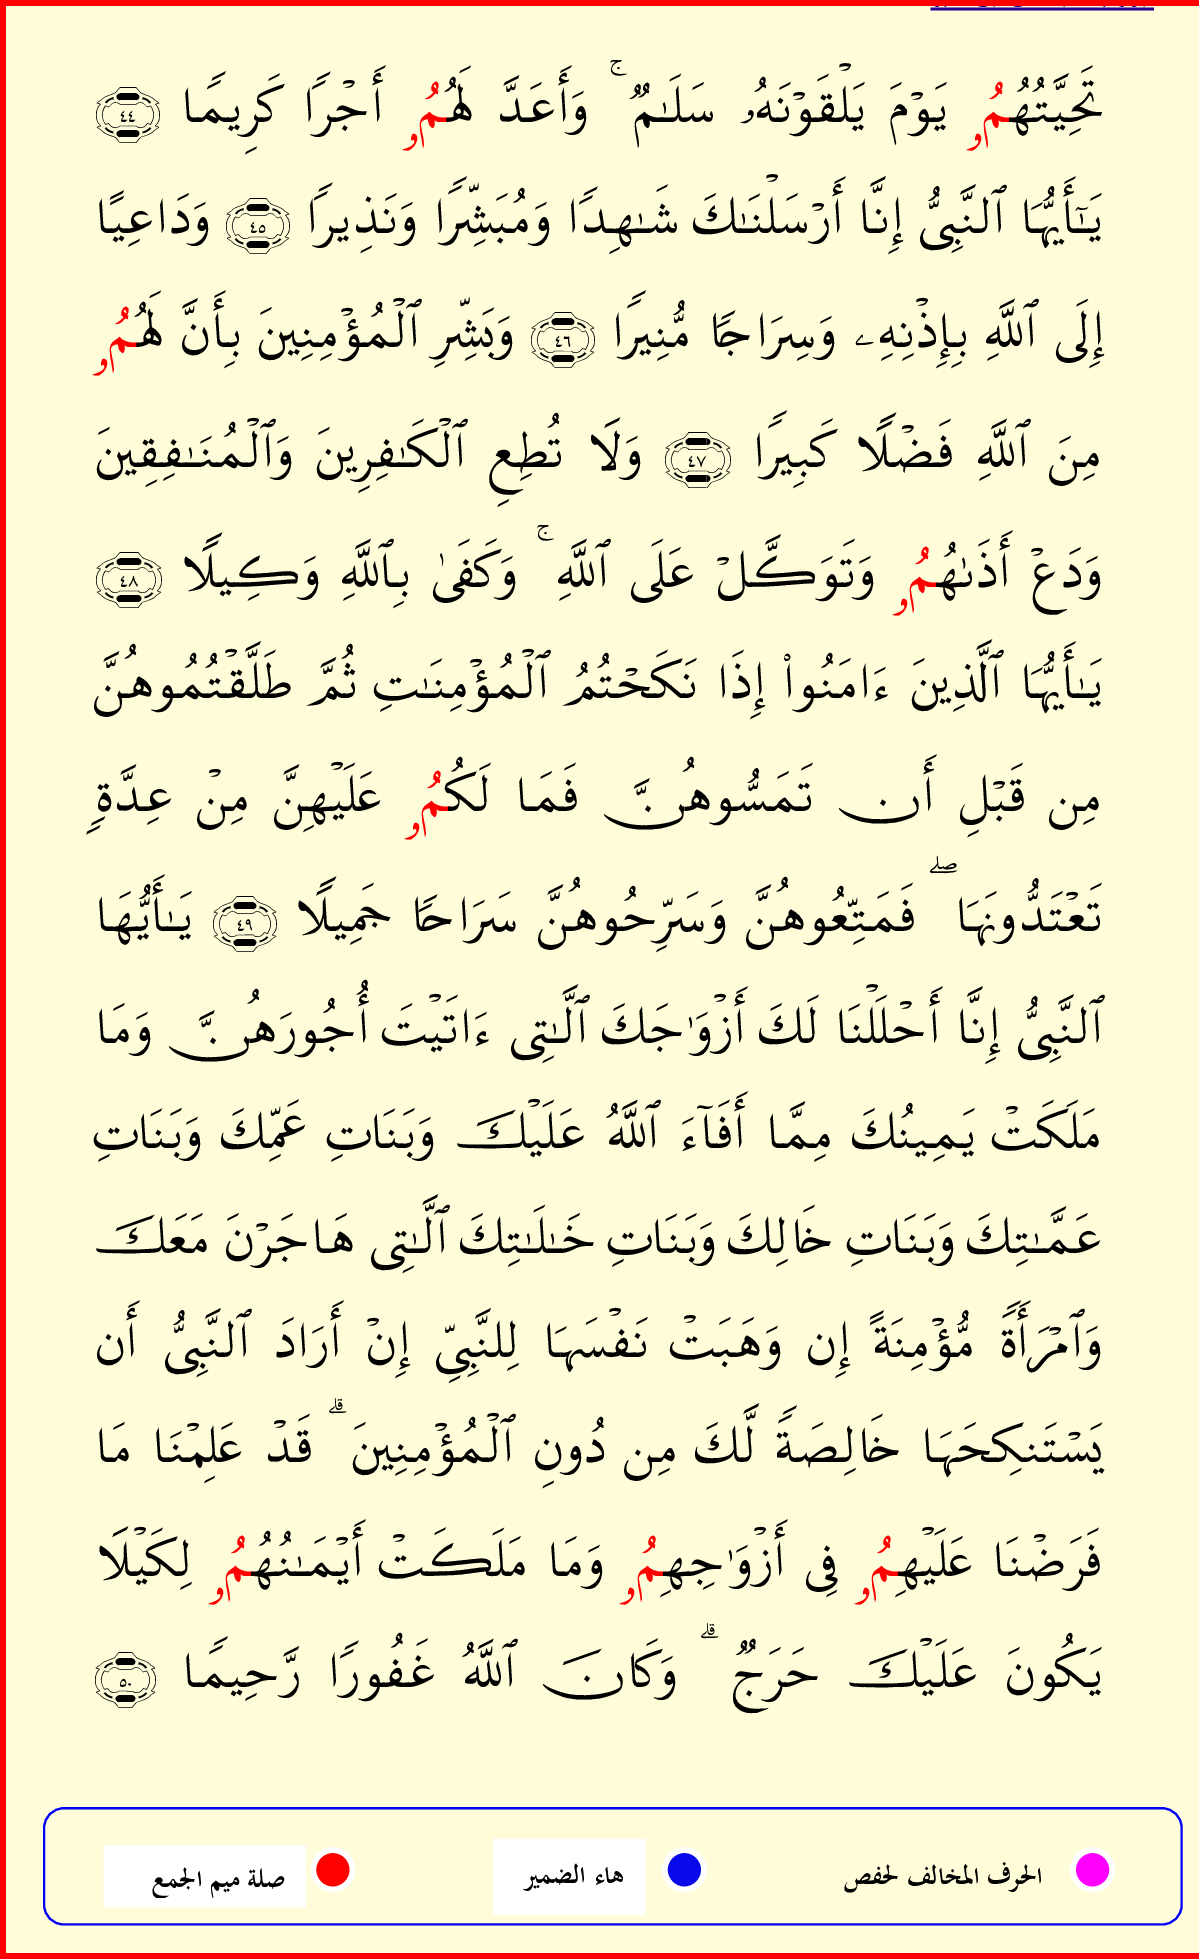 تَحِيَّتُهُمُۥ يَوۡمَ يَلۡقَوۡنَهُۥ سَلَٰمٞۚ وَأَعَدَّ لَهُمُۥ أَجۡرٗا كَرِيمٗا ٤٤
يَٰٓأَيُّهَا ٱلنَّبِيُّ إِنَّا أَرۡسَلۡنَٰكَ شَٰهِدٗا وَمُبَشِّرٗا وَنَذِيرٗا ٤٥ وَدَاعِيًا
إِلَى ٱللَّهِ بِإِذۡنِهِۦ وَسِرَاجٗا مُّنِيرٗا ٤٦ وَبَشِّرِ ٱلۡمُؤۡمِنِينَ بِأَنَّ لَهُمُۥ
مِنَ ٱللَّهِ فَضۡلٗا كَبِيرٗا ٤٧ وَلَا تُطِعِ ٱلۡكَٰفِرِينَ وَٱلۡمُنَٰفِقِينَ
وَدَعۡ أَذَىٰهُمُۥ وَتَوَكَّلۡ عَلَى ٱللَّهِۚ وَكَفَىٰ بِٱللَّهِ وَكِيلٗا ٤٨
يَٰأَيُّهَا ٱلَّذِينَ ءَامَنُواْ إِذَا نَكَحۡتُمُ ٱلۡمُؤۡمِنَٰتِ ثُمَّ طَلَّقۡتُمُوهُنَّ
مِن قَبۡلِ أَن تَمَسُّوهُنَّ فَمَا لَكُمُۥ عَلَيۡهِنَّ مِنۡ عِدَّةٖ
تَعۡتَدُّونَهَاۖ فَمَتِّعُوهُنَّ وَسَرِّحُوهُنَّ سَرَاحٗا جَمِيلٗا ٤٩ يَٰأَيُّهَا
ٱلنَّبِيُّ إِنَّا أَحۡلَلۡنَا لَكَ أَزۡوَٰجَكَ ٱلَّٰتِي ءَاتَيۡتَ أُجُورَهُنَّ وَمَا
مَلَكَتۡ يَمِينُكَ مِمَّا أَفَآءَ ٱللَّهُ عَلَيۡكَ وَبَنَاتِ عَمِّكَ وَبَنَاتِ
عَمَّٰتِكَ وَبَنَاتِ خَالِكَ وَبَنَاتِ خَٰلَٰتِكَ ٱلَّٰتِي هَاجَرۡنَ مَعَكَ
وَٱمۡرَأَةٗ مُّؤۡمِنَةً إِن وَهَبَتۡ نَفۡسَهَا لِلنَّبِيِّ إِنۡ أَرَادَ ٱلنَّبِيُّ أَن
يَسۡتَنكِحَهَا خَالِصَةٗ لَّكَ مِن دُونِ ٱلۡمُؤۡمِنِينَۗ قَدۡ عَلِمۡنَا مَا
فَرَضۡنَا عَلَيۡهِمُۥ فِي أَزۡوَٰجِهِمُۥ وَمَا مَلَكَتۡ أَيۡمَٰنُهُمُۥ لِكَيۡلَا
يَكُونَ عَلَيۡكَ حَرَجٞۗ وَكَانَ ٱللَّهُ غَفُورٗا رَّحِيمٗا ٥٠
الحرف المخالف لحفص هاء الضمير صلة ميم الجمع